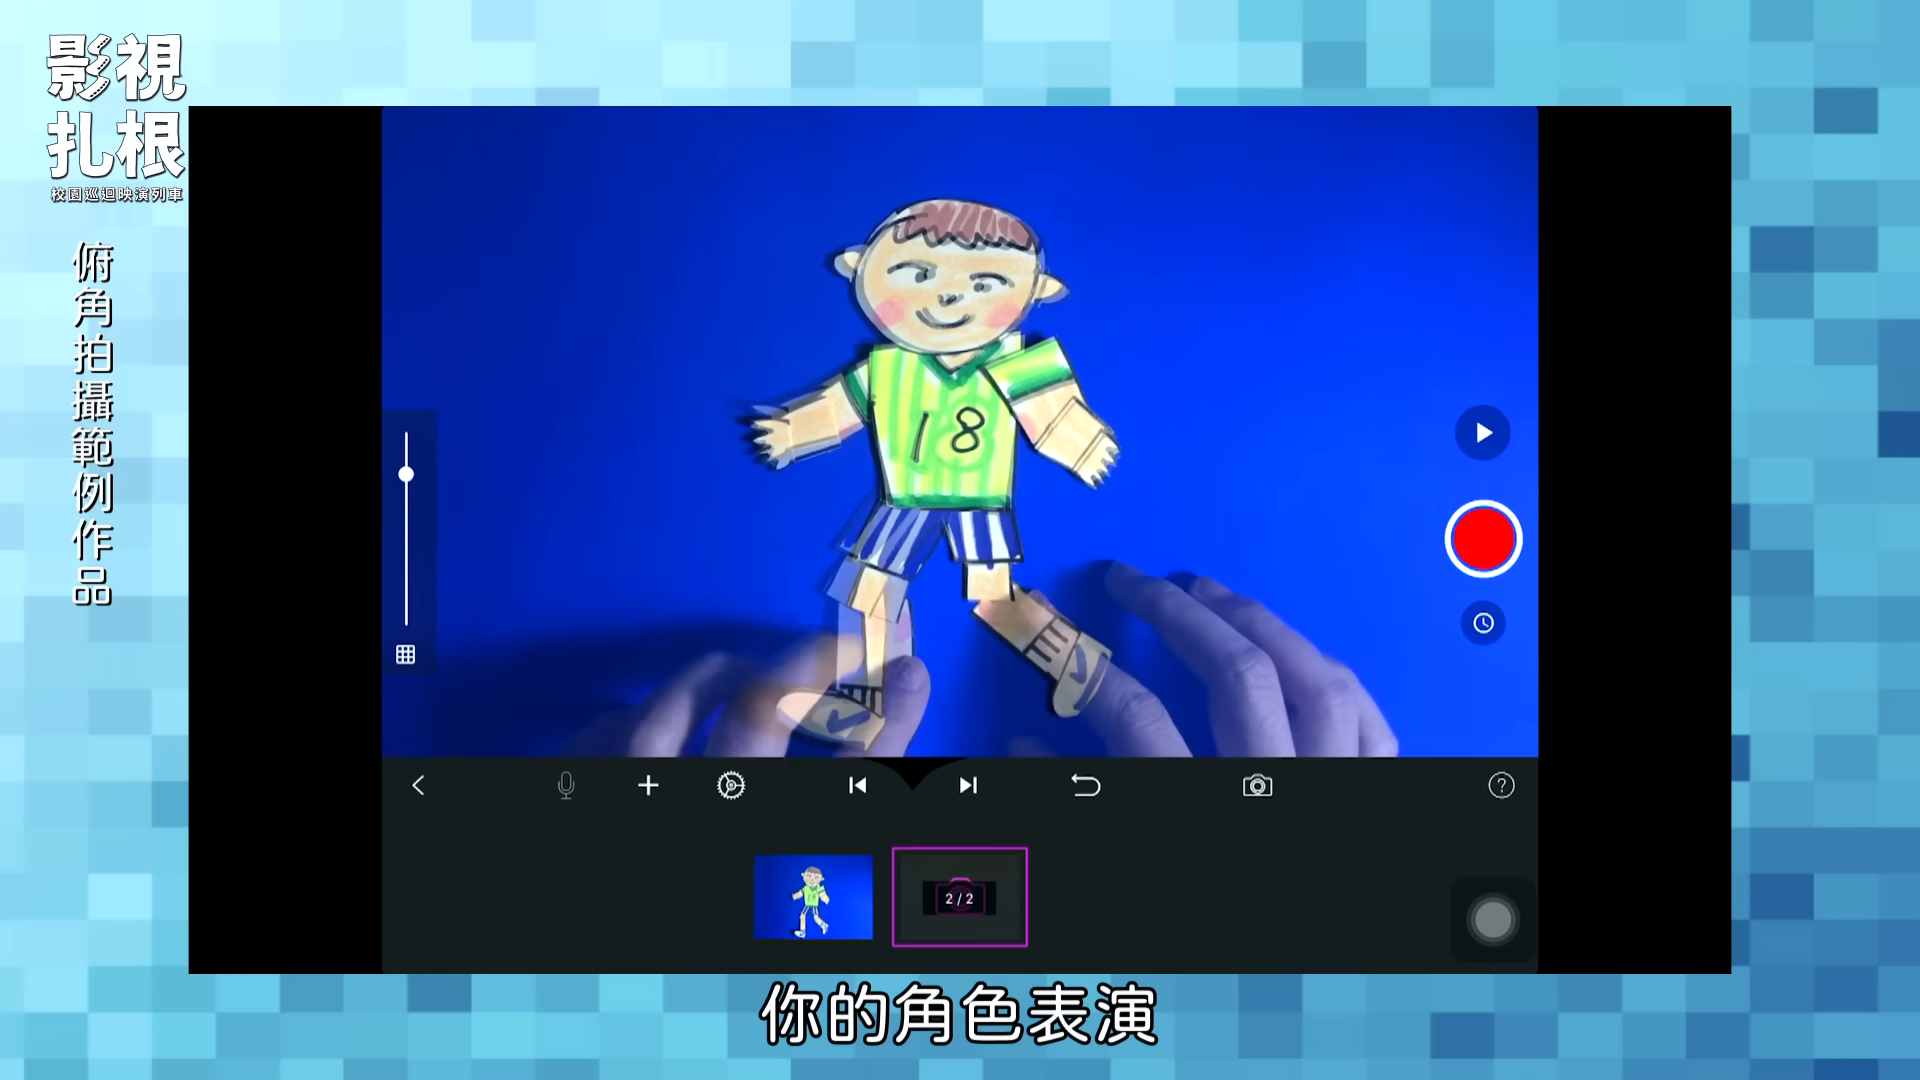 影視
扎根
校園巡迴映演列車
俯角拍攝範例作品
18
2 / 2
?
你的角色表演